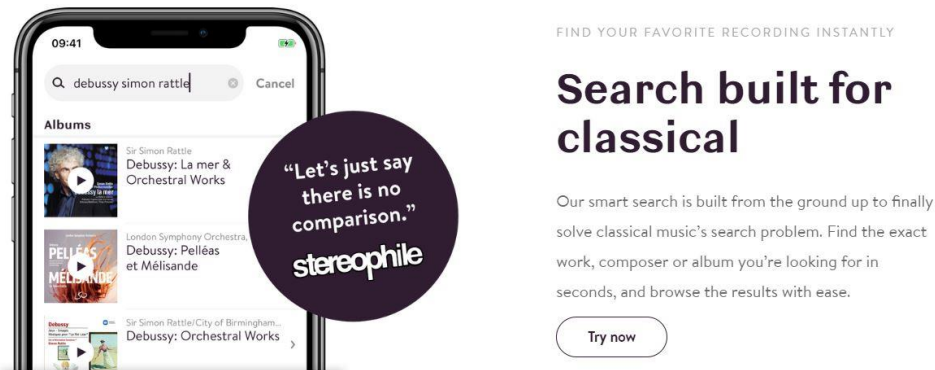 09:41
debussy simon rattle
Cancel
Albums
Sir Simon Rattle
Debussy: La mer &
Orchestral Works
London Symphony Orchestra,
Debussy: Pelléas
et Mélisande
PELLÉAS
MÉLISANDE
Sir Simon Rattle/City of Birmingham...
Debussy: Orchestral Works
Debussy
“Let’s just say
there is no
comparison.”
stereophile
FIND YOUR FAVORITE RECORDING INSTANTLY
Search built for
classical
Our smart search is built from the ground up to finally
solve classical music’s search problem. Find the exact
work, composer or album you’re looking for in
seconds, and browse the results with ease.
Try now